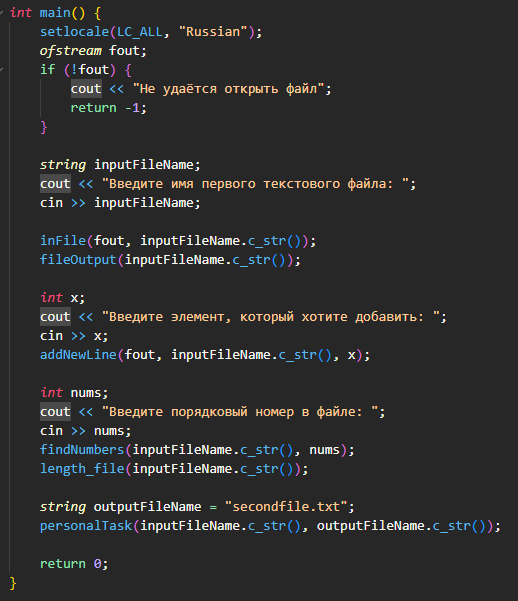 int main() {
setlocale(LC_ALL, "Russian");
ofstream fout;
if (!fout) {
cout << "Не удаётся открыть файл";
return -1;
}
string inputFileName;
cout << "Введите имя первого текстового файла: ";
cin >> inputFileName;
inFile(fout, inputFileName.c_str());
fileOutput(inputFileName.c_str());
int x;
cout << "Введите элемент, который хотите добавить: ";
cin >> x;
addNewLine(fout, inputFileName.c_str(), x);
int nums;
cout << "Введите порядковый номер в файле: ";
cin >> nums;
findNumbers(inputFileName.c_str(), nums);
length_file(inputFileName.c_str());
string outputFileName = "secondfile.txt";
personalTask(inputFileName.c_str(), outputFileName.c_str());
return 0;
}